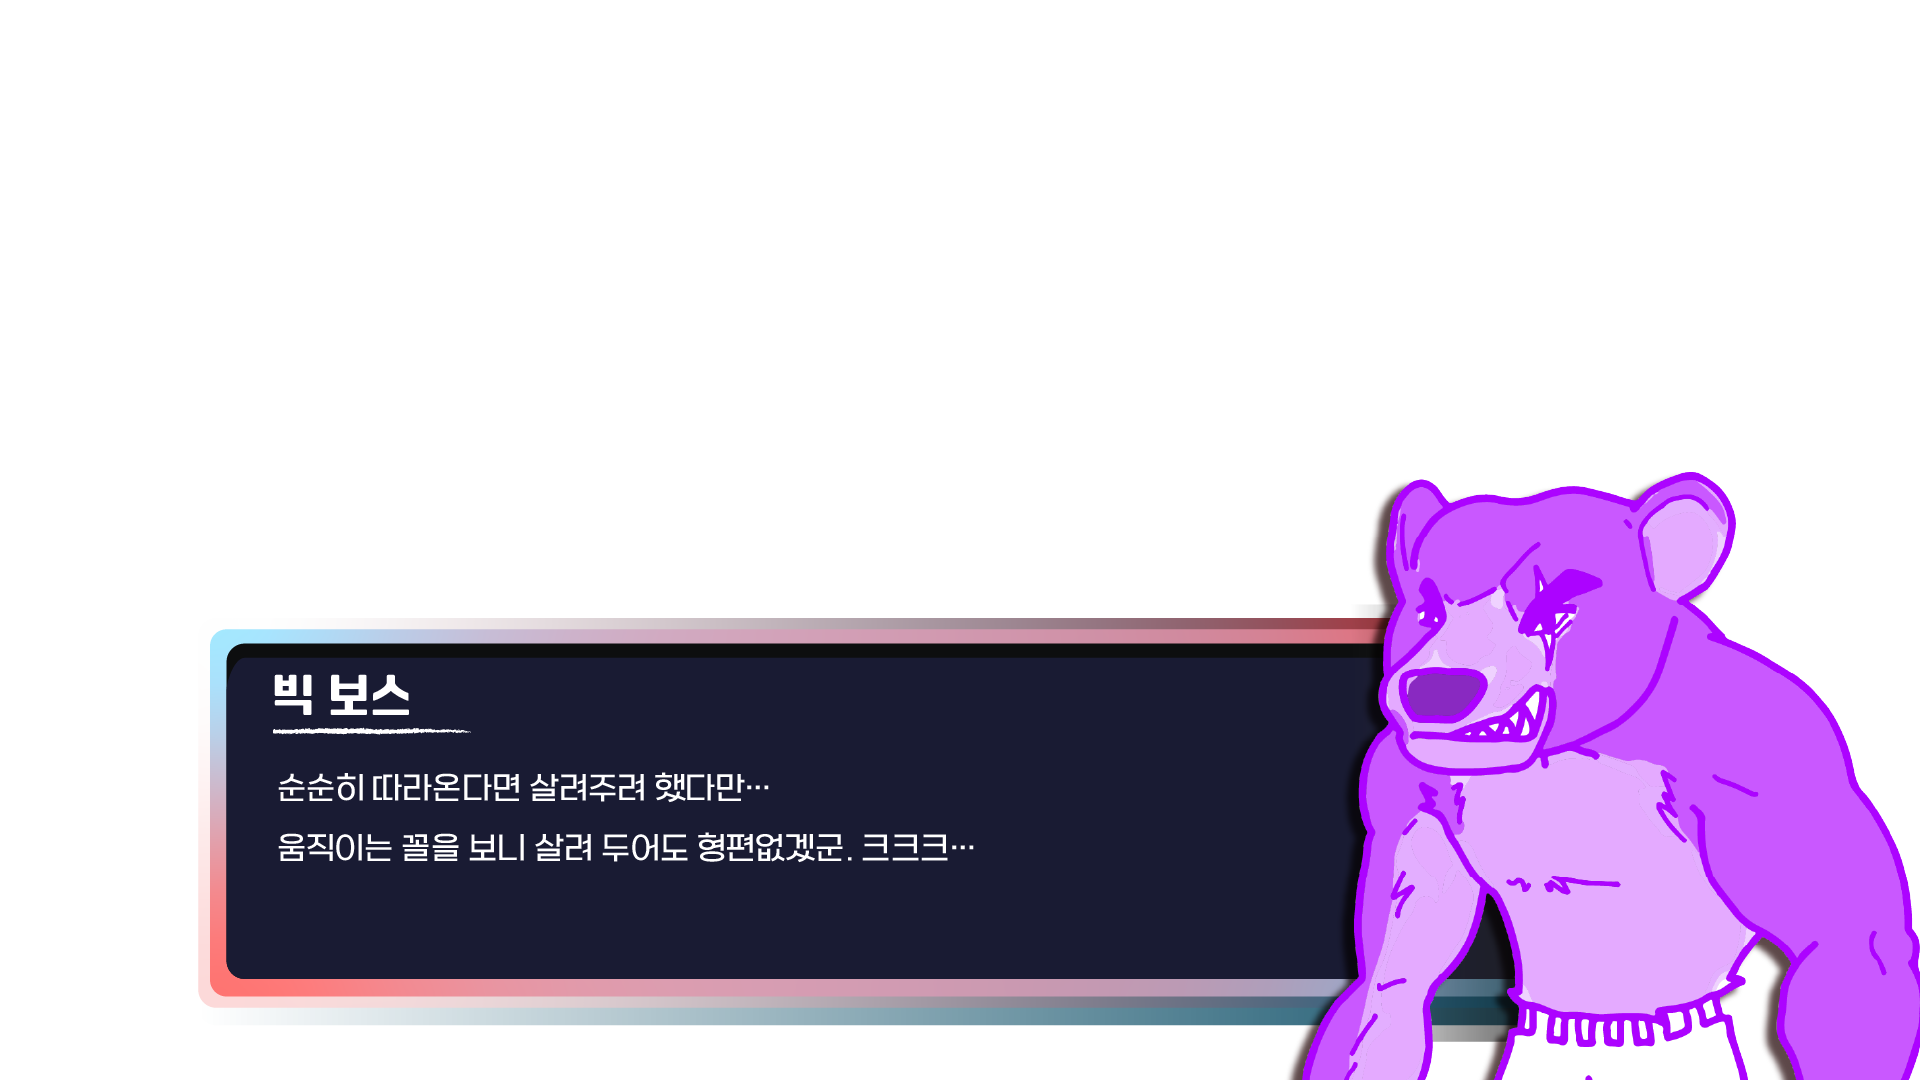 빅 보스
순순히 따라온다면 살려주려 했다만…
움직이는 꼴을 보니 살려 두어도 형편없겠군. 크크크…